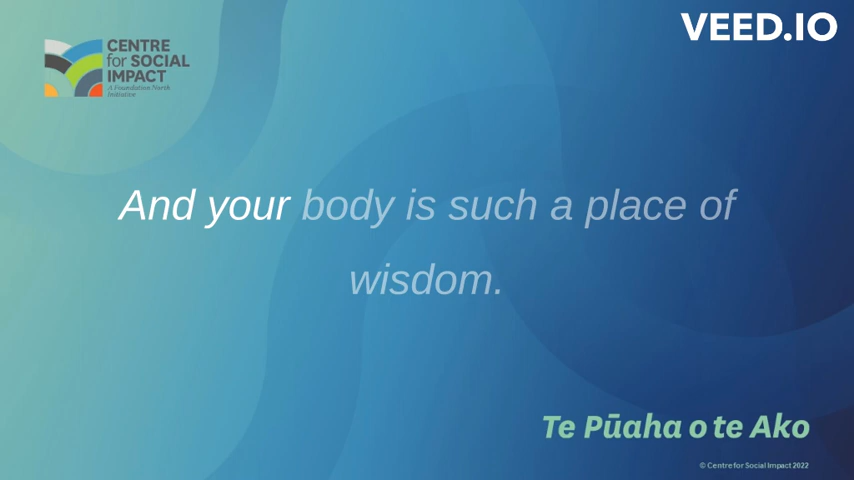 VEED.IO
CENTRE
for SOCIAL
IMPACT
A Foundation North
Initiative
And your body is such a place of
wisdom.
Te Pūaha o te Ako
© Centre for Social Impact 2022